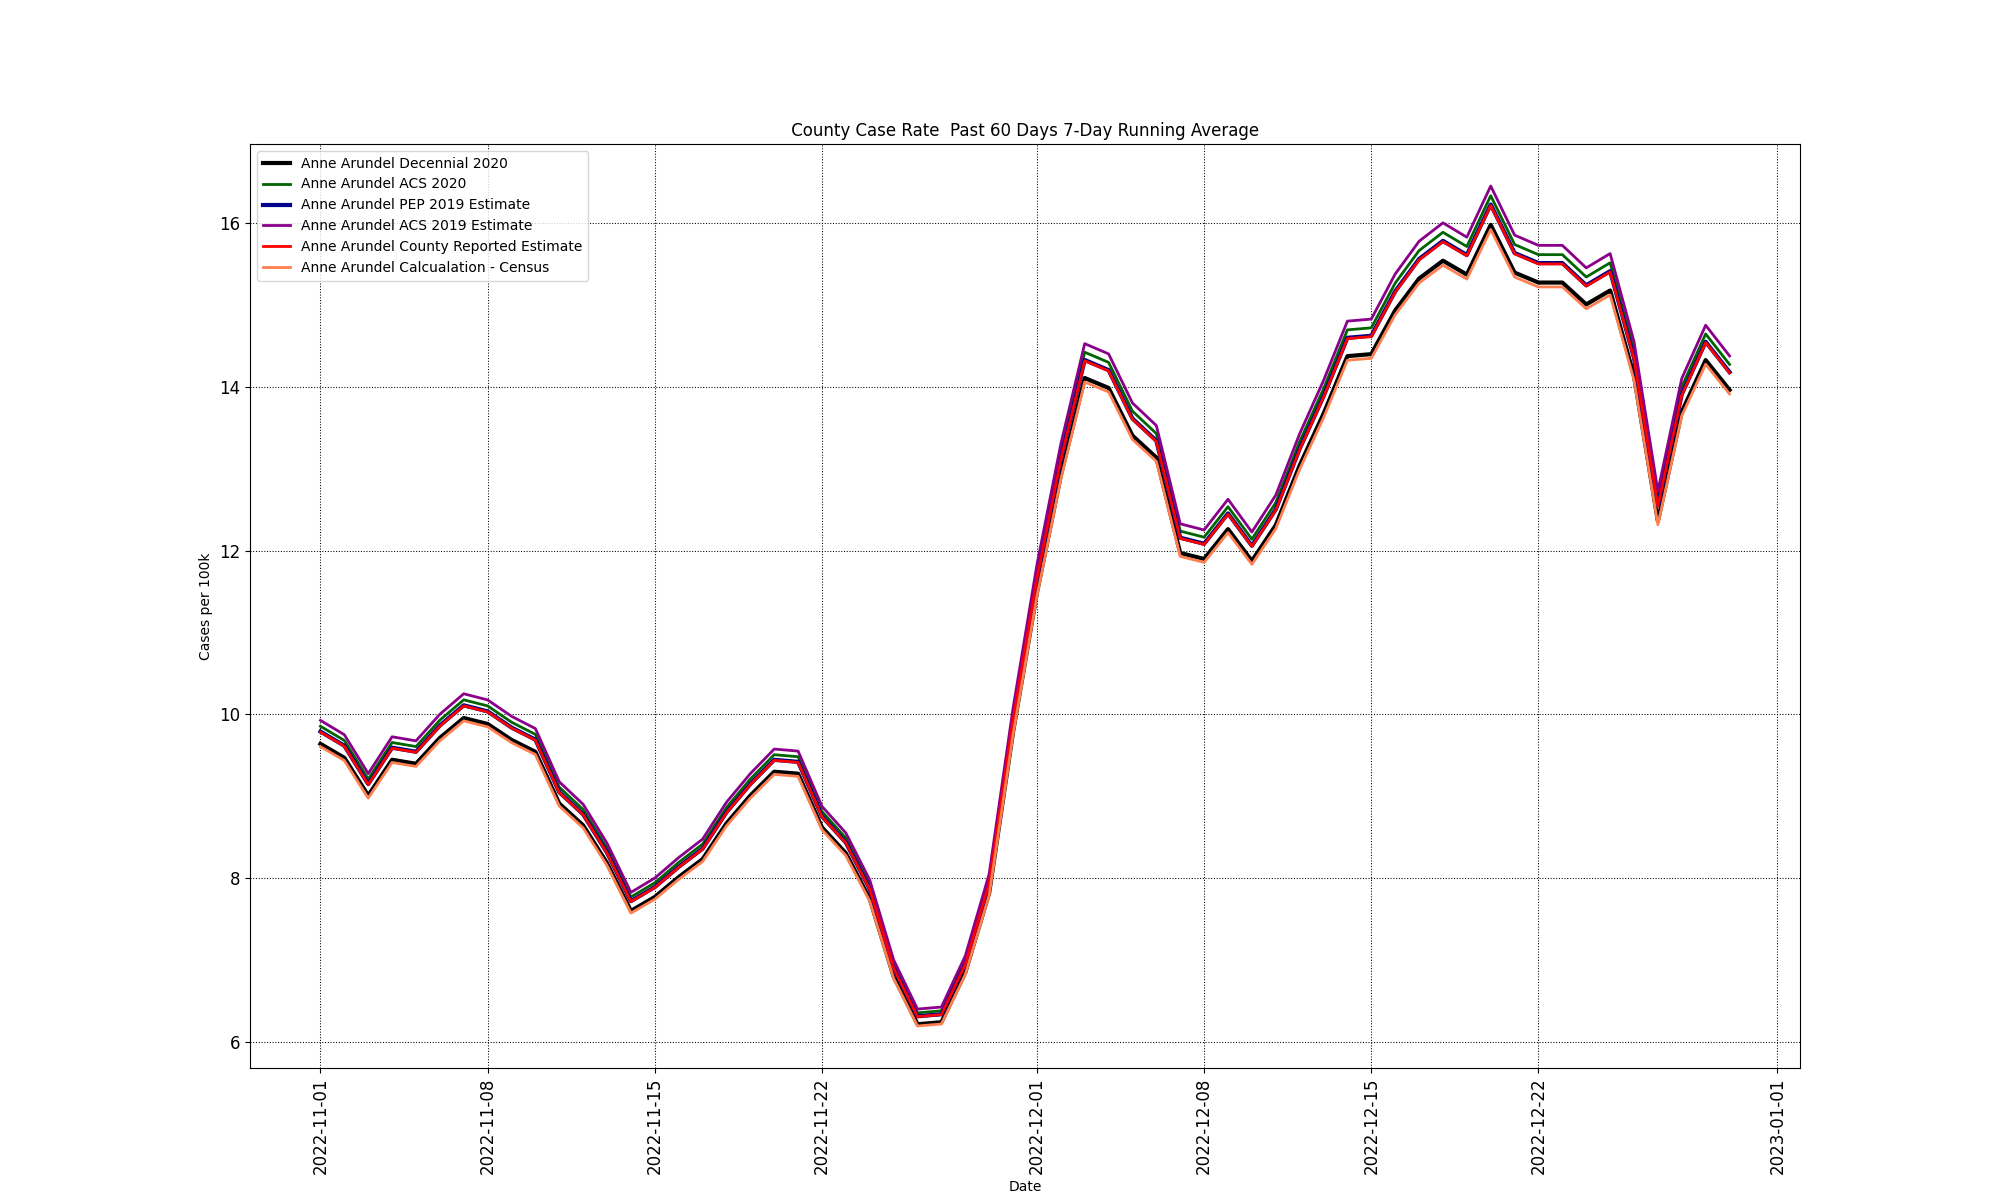 County Case Rate  Past 60 Days 7-Day Running Average
Anne Arundel Decennial 2020
Anne Arundel ACS 2020
Anne Arundel PEP 2019 Estimate
Anne Arundel ACS 2019 Estimate
Anne Arundel County Reported Estimate
Anne Arundel Calcualation - Census
Cases per 100k
16
14
12
10
8
6
2022-11-01
2022-11-08
2022-11-15
2022-11-22
2022-12-01
2022-12-08
2022-12-15
2022-12-22
2023-01-01
Date